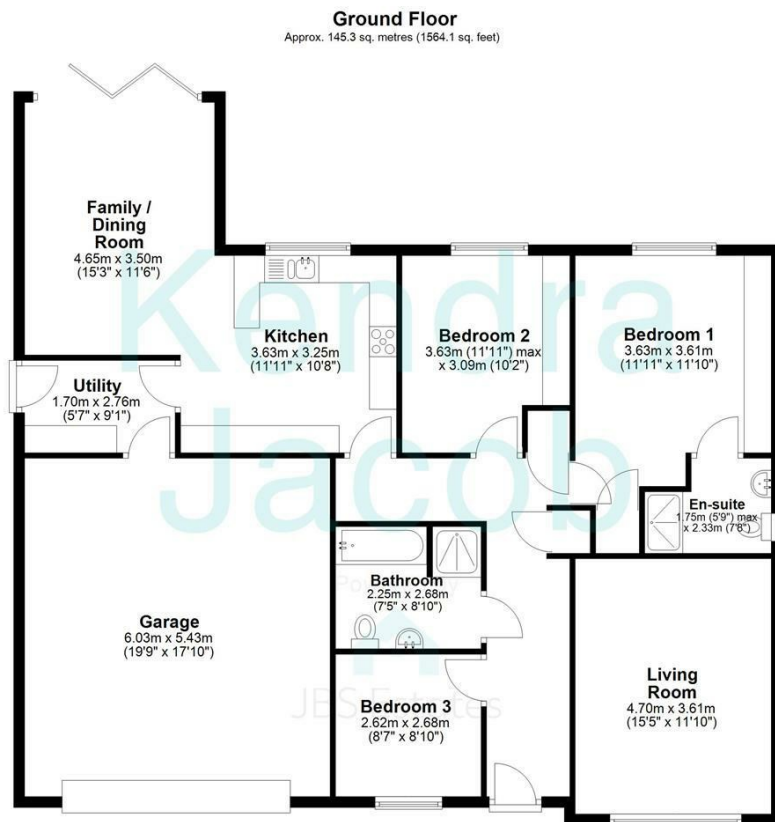 Ground Floor
Approx. 145.3 sq. metres (1564.1 sq. feet)
Family /
Dining
Room
4.65m x 3.50m
(15'3" x 11'6")
Kitchen
3.63m x 3.25m
(11'11" x 10'8")
Bedroom 2
3.63m (11'11") max
x 3.09m (10'2")
Bedroom 1
3.63m x 3.61m
(11'11" x 11'10")
Utility
1.70m x 2.76m
(5'7" x 9'1")
En-suite
1.75m (5'9") max
x 2.33m (7'8")
Bathroom
2.25m x 2.68m
(7'5" x 8'10")
Garage
6.03m x 5.43m
(19'9" x 17'10")
Living
Room
4.70m x 3.61m
(15'5" x 11'10")
Bedroom 3
2.62m x 2.68m
(8'7" x 8'10")
Kendra
Jacob
JBS Estates